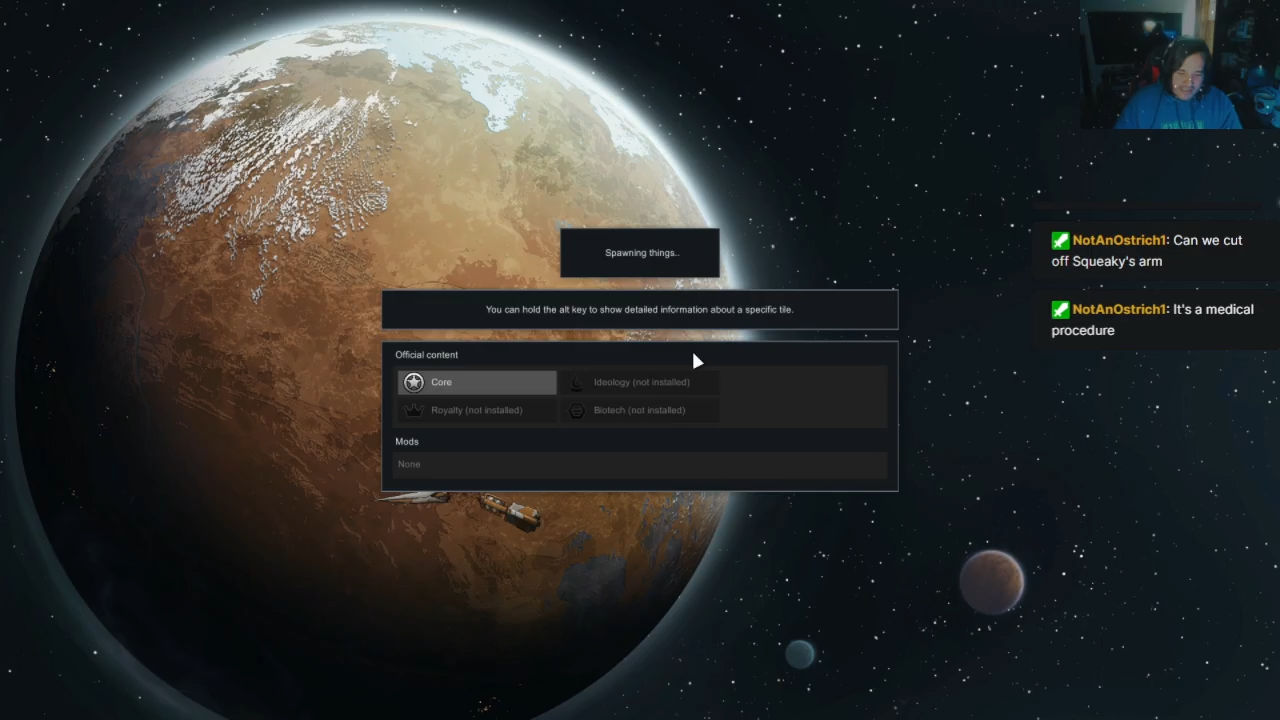 Spawning things..
You can hold the alt key to show detailed information about a specific tile.
Official content
Core
Ideology (not installed)
Royalty (not installed)
Biotech (not installed)
Mods
None
NotAnOstrich1: Can we cut
off Squeaky's arm
NotAnOstrich1: It's a medical
procedure